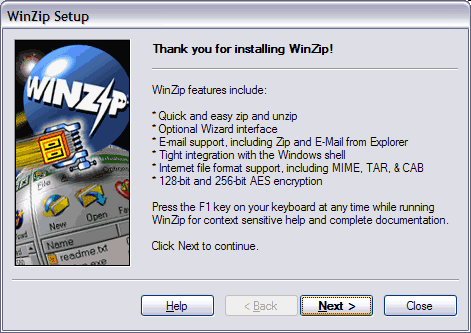 WinZip Setup
WINZIP
File
Actions
New
Open
Name
readme.txt
Thank you for installing WinZip!
WinZip features include:
* Quick and easy zip and unzip
* Optional Wizard interface
* E-mail support, including Zip and E-Mail from Explorer
* Tight integration with the Windows shell
* Internet file format support, including MIME, TAR, & CAB
* 128-bit and 256-bit AES encryption
Press the F1 key on your keyboard at any time while running
WinZip for context sensitive help and complete documentation.
Click Next to continue.
Help
< Back
Next >
Close